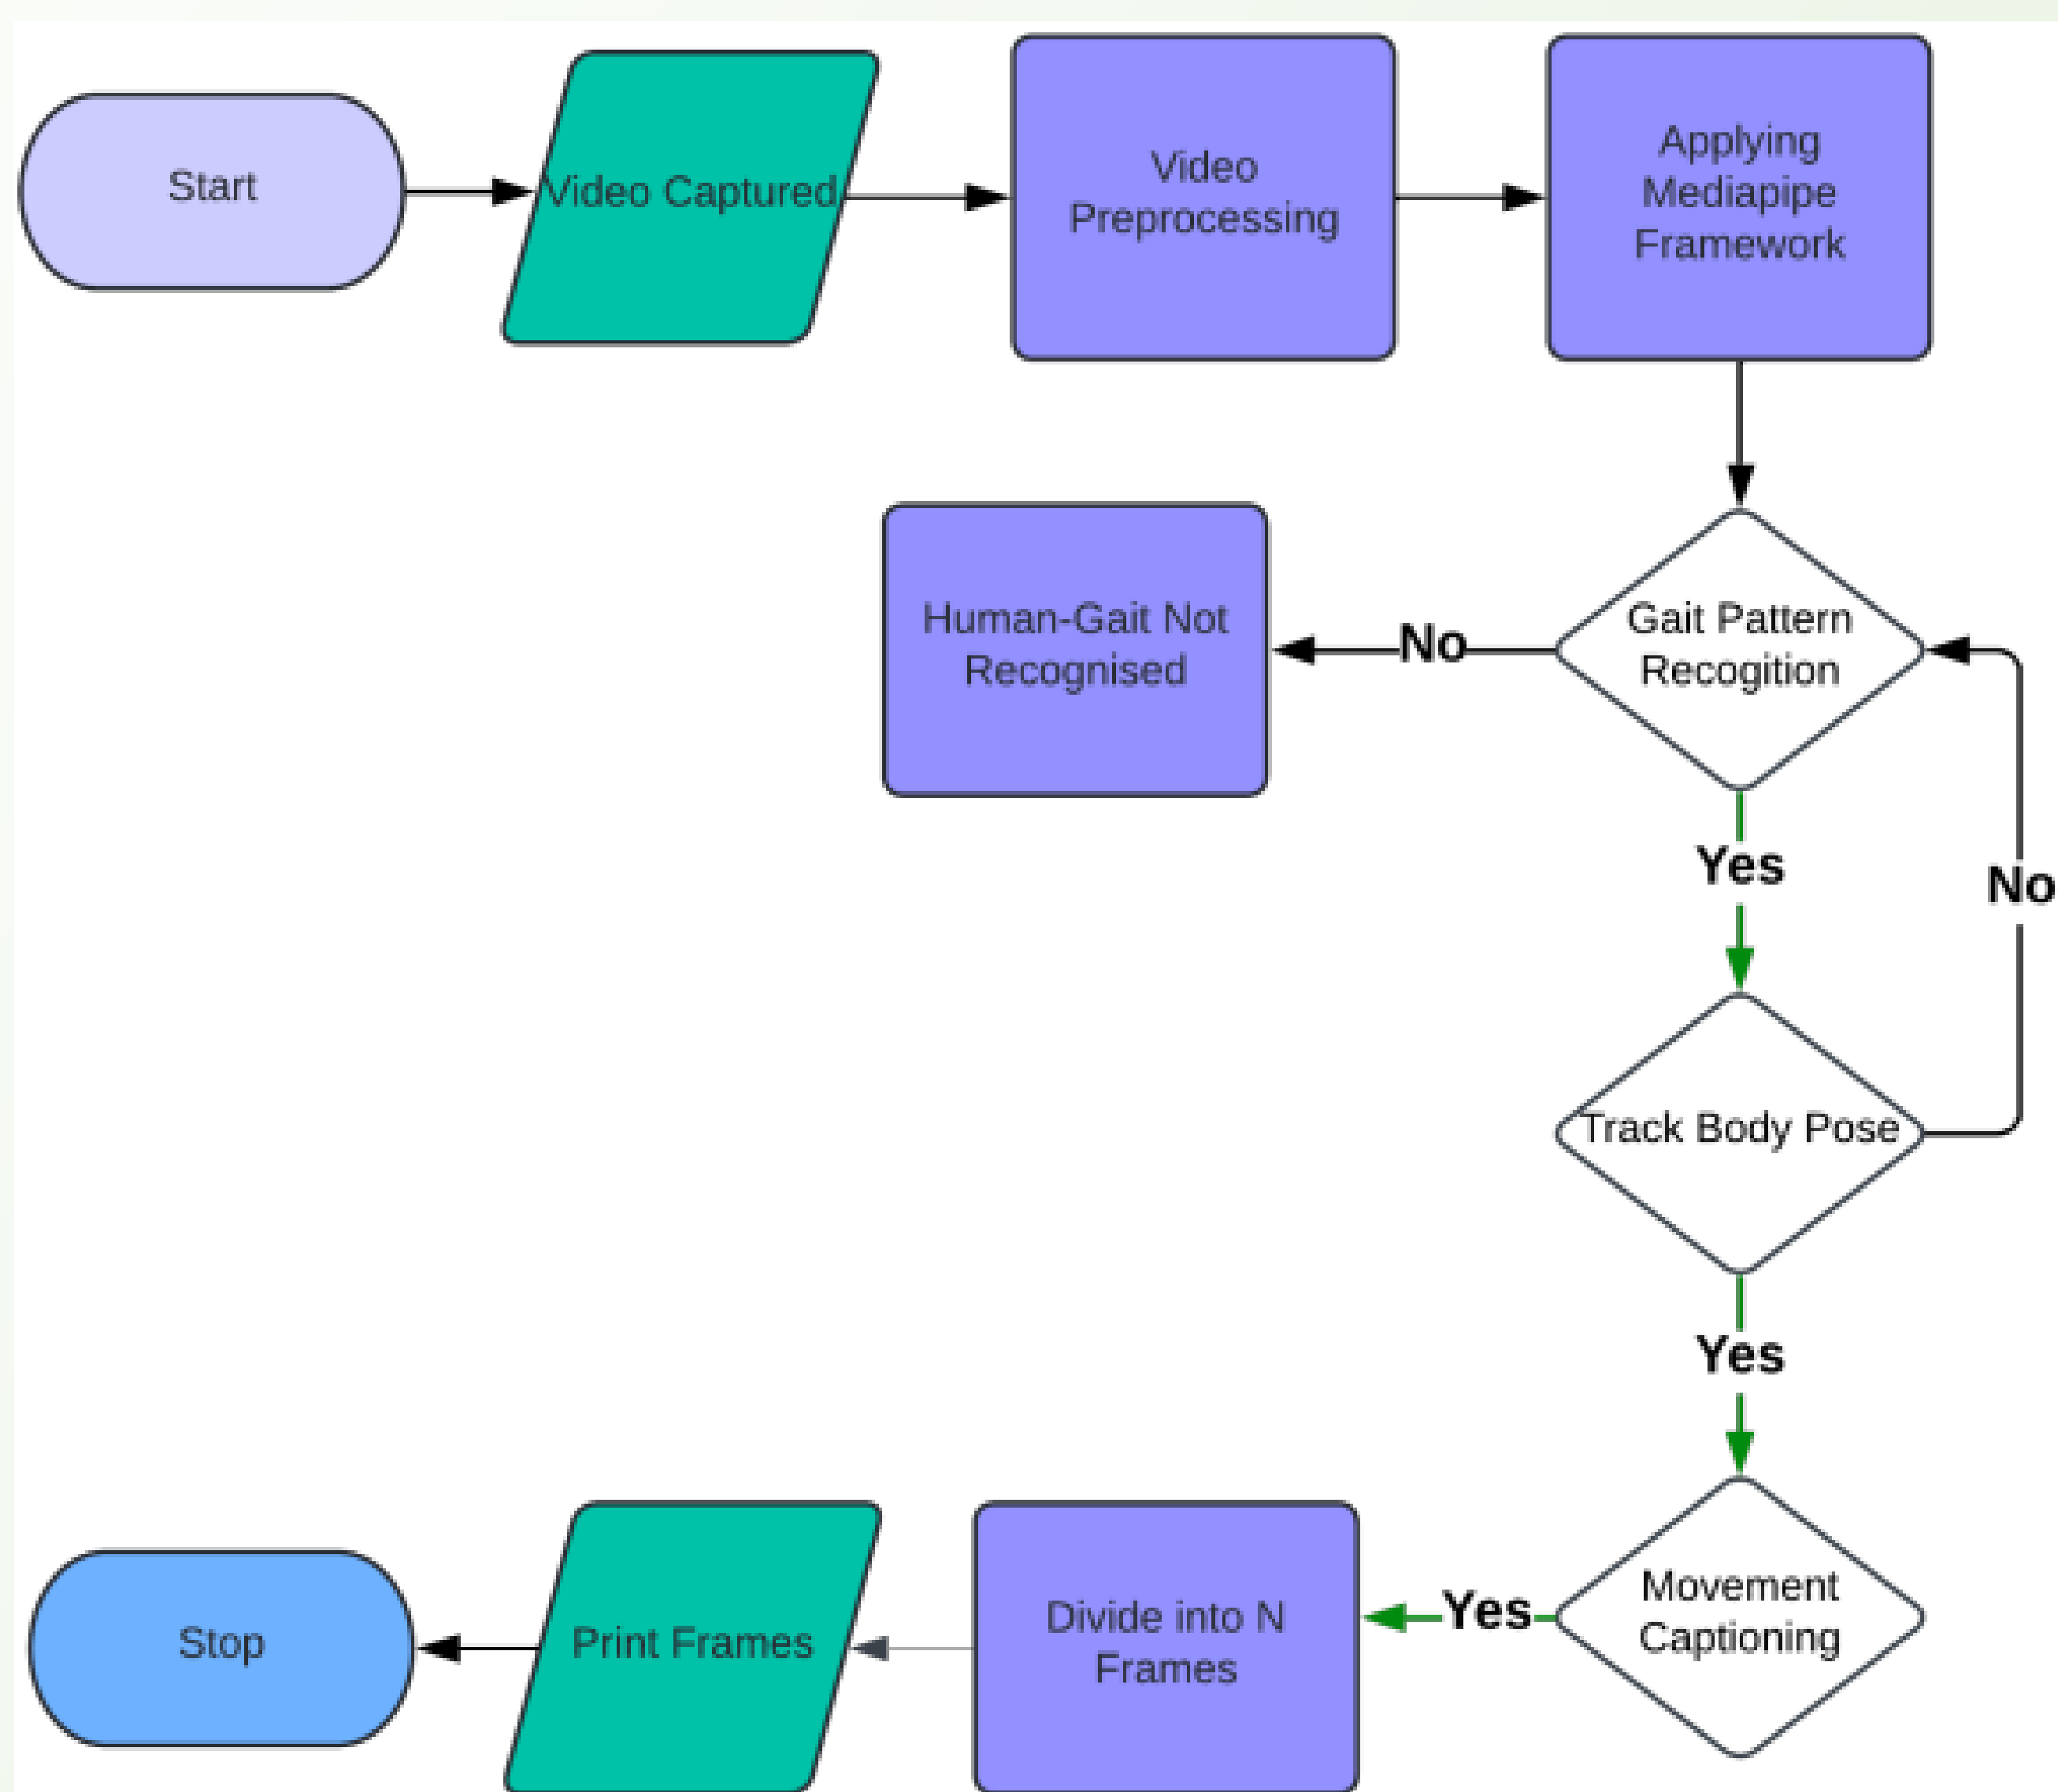 Start
Video Captured
Video
Preprocessing
Applying
Mediapipe
Framework
Human-Gait Not
Recognised
No
Gait Pattern
Recogition
Yes
No
Track Body Pose
Yes
Stop
Print Frames
Divide into N
Frames
Yes
Movement
Captioning